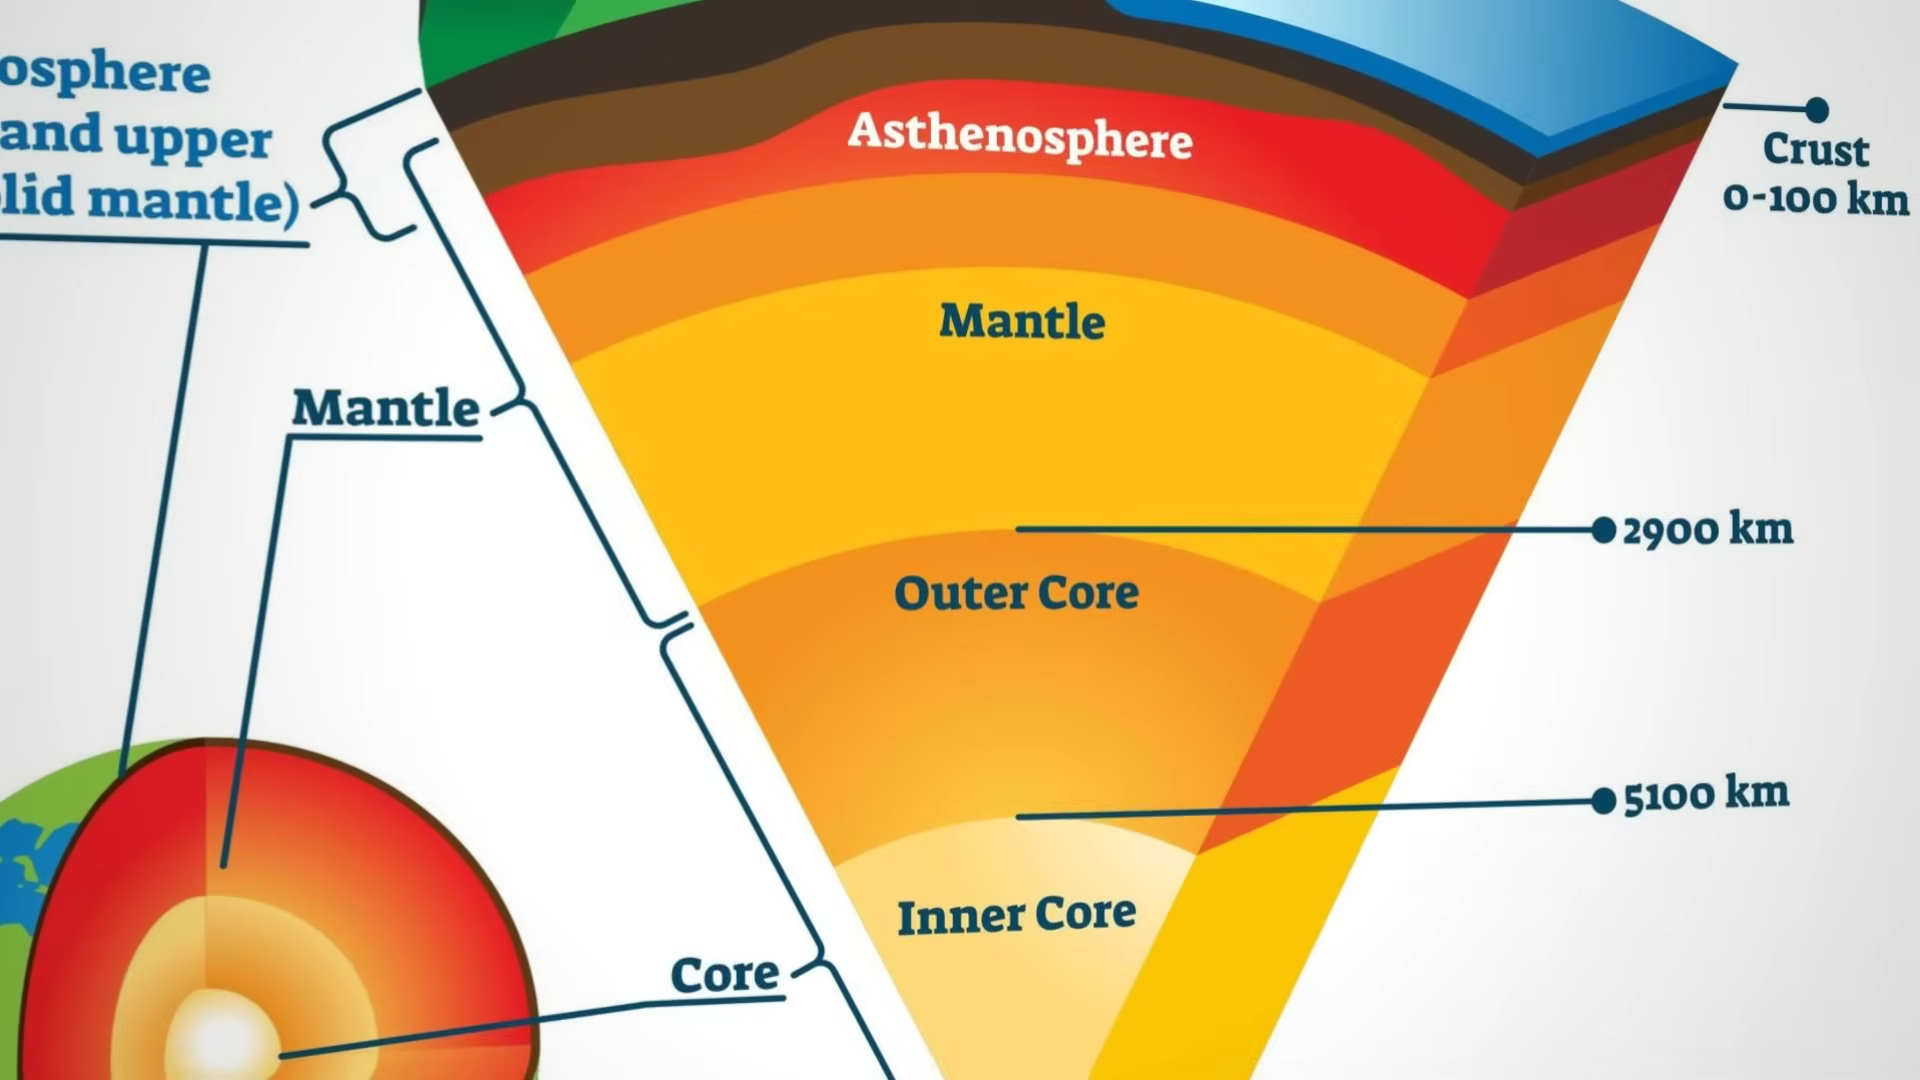 osphere
and upper
lid mantle)
Asthenosphere
Crust
0-100 km
Mantle
Mantle
2900 km
Outer Core
5100 km
Inner Core
Core